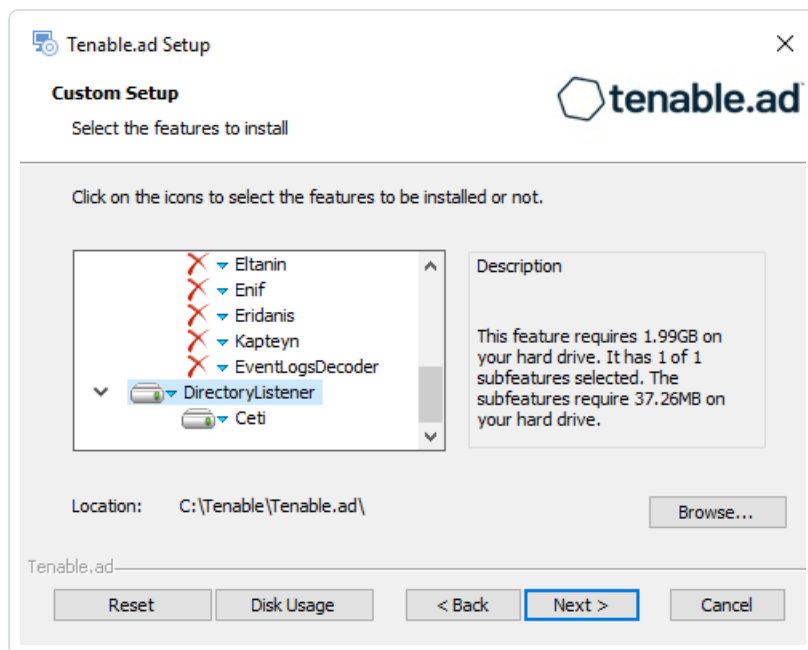 Tenable.ad Setup
Custom Setup
tenable.ad
Select the features to install
Click on the icons to select the features to be installed or not.
Eltanin
Enif
Eridanis
Kapteyn
EventLogsDecoder
DirectoryListener
Ceti
Description
This feature requires 1.99GB on
your hard drive. It has 1 of 1
subfeatures selected. The
subfeatures require 37.26MB on
your hard drive.
Location: C:\Tenable\Tenable.ad\
Browse...
Tenable.ad
Reset Disk Usage < Back Next > Cancel